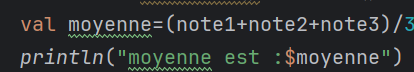 val moyenne=(note1+note2+note3)/3
println("moyenne est :$moyenne")